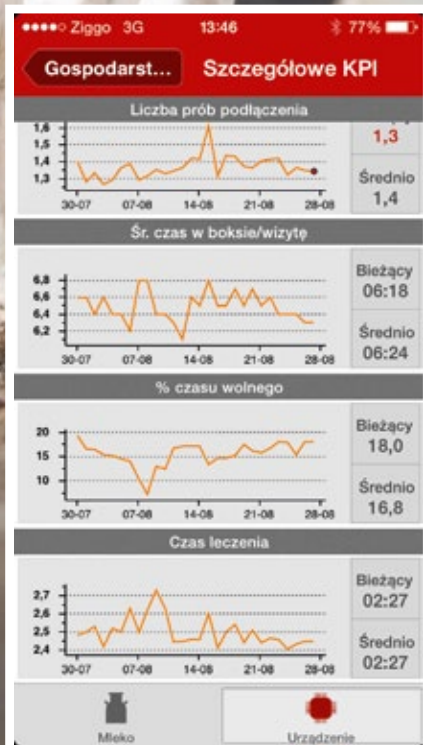 Ziggo 3G 13:46 77%
Gospodarst... Szczegółowe KPI
Liczba prób podłączenia
1,6
1,5
1,4
1,3
30-07 07-08 14-08 21-08 28-08
1,3
Średnio
1,4
Śr. czas w boksie/wizytę
6,8
6,6
6,4
6,2
30-07 07-08 14-08 21-08 28-08
Bieżący
06:18
Średnio
06:24
% czasu wolnego
20
15
10
30-07 07-08 14-08 21-08 28-08
Bieżący
18,0
Średnio
16,8
Czas leczenia
2,7
2,6
2,5
2,4
30-07 07-08 14-08 21-08 28-08
Bieżący
02:27
Średnio
02:27
Mleko Urządzenie